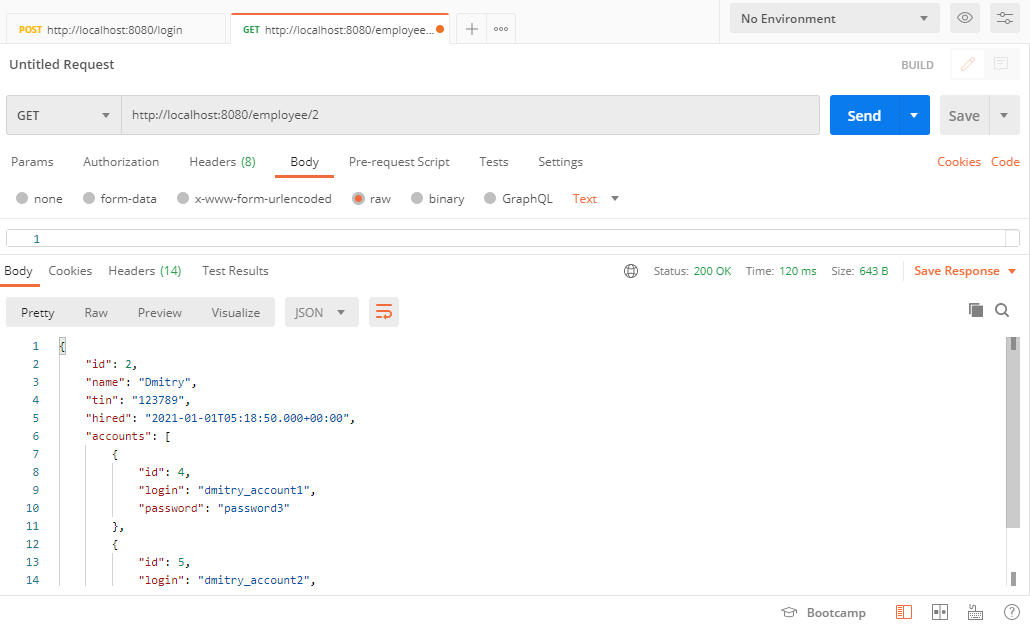 POST http://localhost:8080/login GET http://localhost:8080/employee... No Environment
Untitled Request BUILD
GET http://localhost:8080/employee/2 Send Save
Params Authorization Headers (8) Body Pre-request Script Tests Settings Cookies Code
none form-data x-www-form-urlencoded raw binary GraphQL Text
1
Body Cookies Headers (14) Test Results Status: 200 OK Time: 120 ms Size: 643 B Save Response
Pretty Raw Preview Visualize JSON
1 {
2 "id": 2,
3 "name": "Dmitry",
4 "tin": "123789",
5 "hired": "2021-01-01T05:18:50.000+00:00",
6 "accounts": [
7 {
8 "id": 4,
9 "login": "dmitry_account1",
10 "password": "password3"
11 },
12 {
13 "id": 5,
14 "login": "dmitry_account2",
Bootcamp